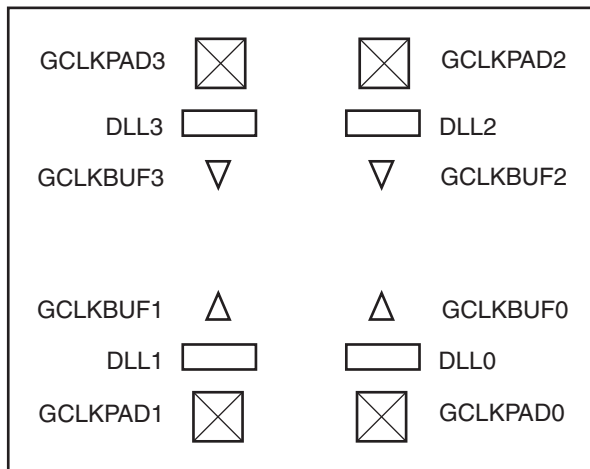 GCLKPAD3
GCLKPAD2
DLL3
DLL2
GCLKBUF3
GCLKBUF2
GCLKBUF1
GCLKBUF0
DLL1
DLL0
GCLKPAD1
GCLKPAD0